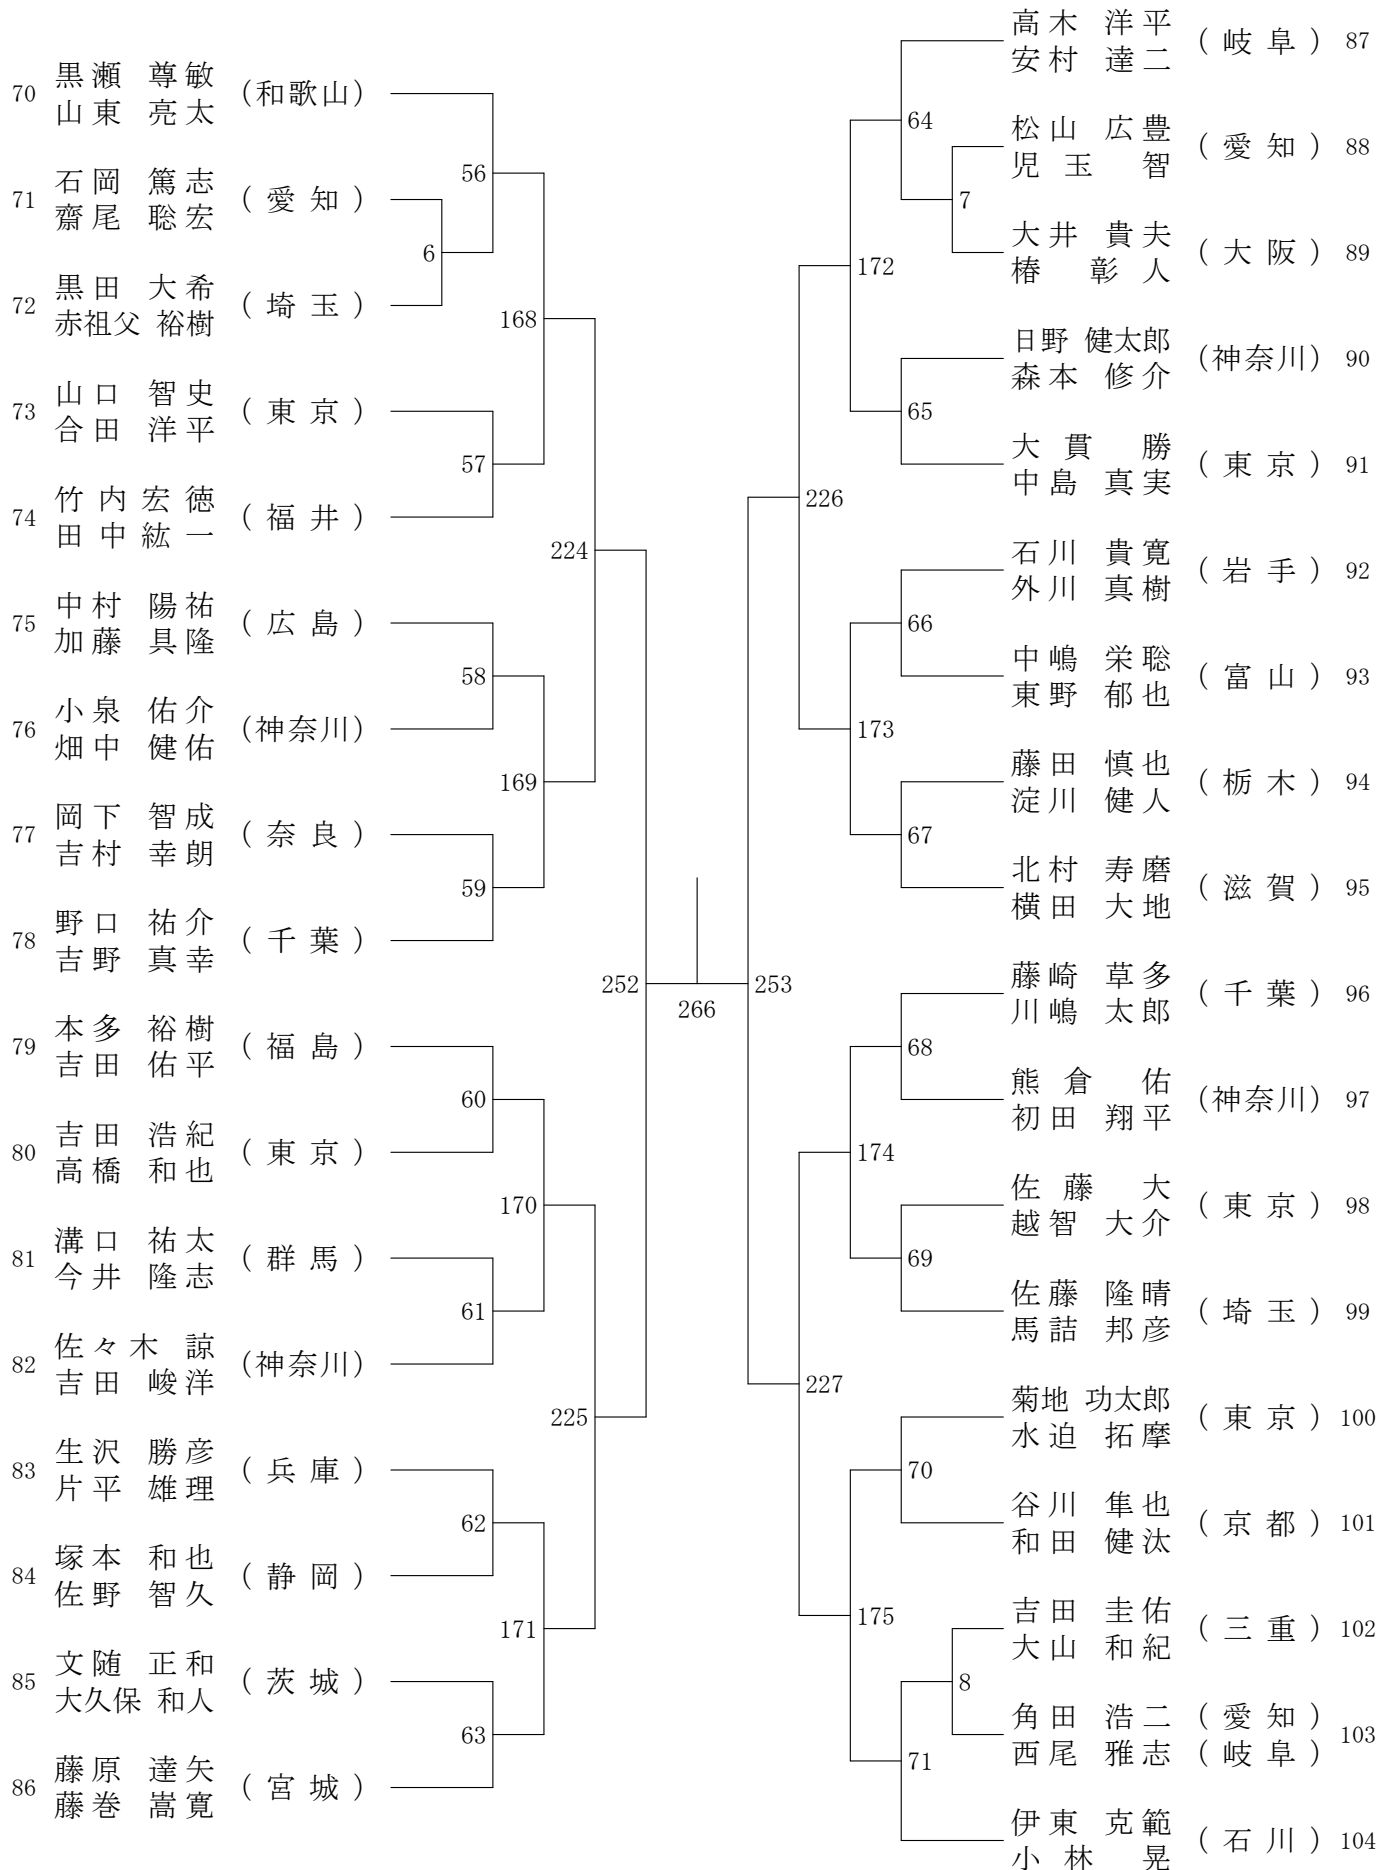 70 黒瀬 尊敏 (和歌山)
山東 亮太
56
71 石岡 篤志 (愛知)
齋尾 聡宏
6
72 黒田 大希 (埼玉)
赤祖父 裕樹
168
73 山口 智史 (東京)
合田 洋平
57
74 竹内宏徳 (福井)
田中紘一
224
75 中村 陽祐 (広島)
加藤 具隆
58
76 小泉 佑介 (神奈川)
畑中 健佑
169
77 岡下 智成 (奈良)
吉村 幸朗
59
78 野口 祐介 (千葉)
吉野 真幸
252
79 本多 裕樹 (福島)
吉田 佑平
60
80 吉田 浩紀 (東京)
高橋 和也
170
81 溝口 祐太 (群馬)
今井 隆志
61
82 佐々木 諒 (神奈川)
吉田 峻洋
225
83 生沢 勝彦 (兵庫)
片平 雄理
62
84 塚本 和也 (静岡)
佐野 智久
171
85 文随 正和 (茨城)
大久保 和人
63
86 藤原 達矢 (宮城)
藤巻 嵩寛
266
高木 洋平 (岐阜) 87
安村 達二
64
松山 広豊 (愛知) 88
児玉 智
7
大井 貴夫 (大阪) 89
椿 彰人
172
日野 健太郎 (神奈川) 90
森本 修介
65
大貫 勝 (東京) 91
中島 真実
226
石川 貴寛 (岩手) 92
外川 真樹
66
中嶋 栄聡 (富山) 93
東野 郁也
173
藤田 慎也 (栃木) 94
淀川 健人
67
北村 寿磨 (滋賀) 95
横田 大地
253
藤崎 草多 (千葉) 96
川嶋 太郎
68
熊倉 佑 (神奈川) 97
初田 翔平
174
佐藤 大 (東京) 98
越智 大介
69
佐藤 隆晴 (埼玉) 99
馬詰 邦彦
227
菊地 功太郎 (東京) 100
水迫 拓摩
70
谷川 隼也 (京都) 101
和田 健汰
175
吉田 圭佑 (三重) 102
大山 和紀
8
角田 浩二 (愛知) 103
西尾 雅志 (岐阜)
71
伊東 克範 (石川) 104
小林 晃